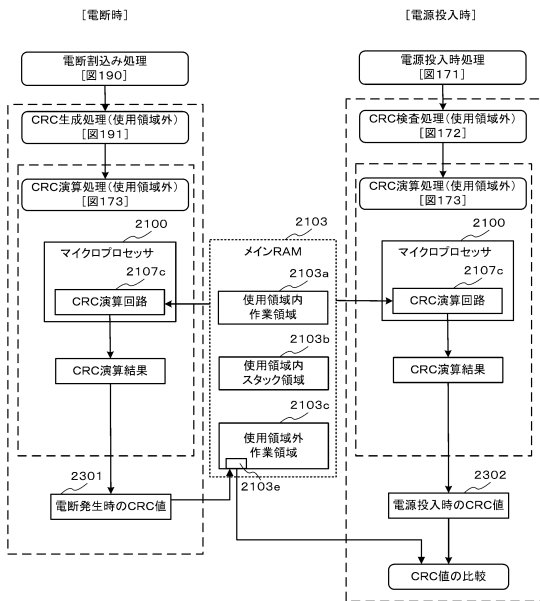 [電断時]
電断割込み処理
[図190]
CRC生成処理(使用領域外)
[図191]
CRC演算処理(使用領域外)
[図173]
2100
マイクロプロセッサ
2107c
CRC演算回路
CRC演算結果
2301
電断発生時のCRC値
2103
メインRAM
2103a
使用領域内
作業領域
2103b
使用領域内
スタック領域
2103c
使用領域外
作業領域
2103e
[電源投入時]
電源投入時処理
[図171]
CRC検査処理(使用領域外)
[図172]
CRC演算処理(使用領域外)
[図173]
2100
マイクロプロセッサ
2107c
CRC演算回路
CRC演算結果
2302
電源投入時のCRC値
CRC値の比較